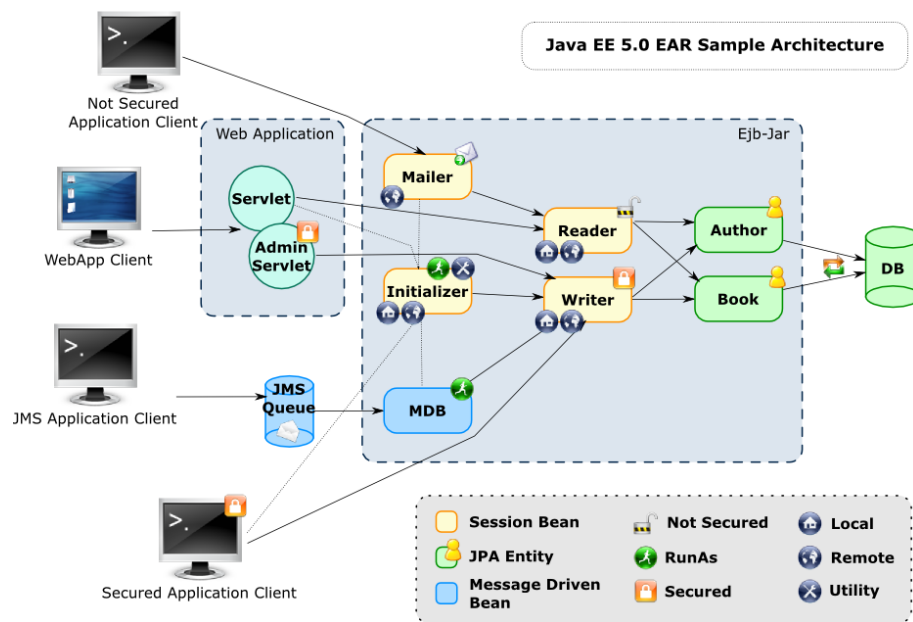 Java EE 5.0 EAR Sample Architecture
Not Secured
Application Client
Web Application
Ejb-Jar
Mailer
Servlet
Reader
Author
Admin
Servlet
WebApp Client
DB
Initializer
Writer
Book
JMS
Queue
MDB
JMS Application Client
Secured Application Client
Session Bean
Not Secured
Local
JPA Entity
RunAs
Remote
Message Driven
Bean
Secured
Utility